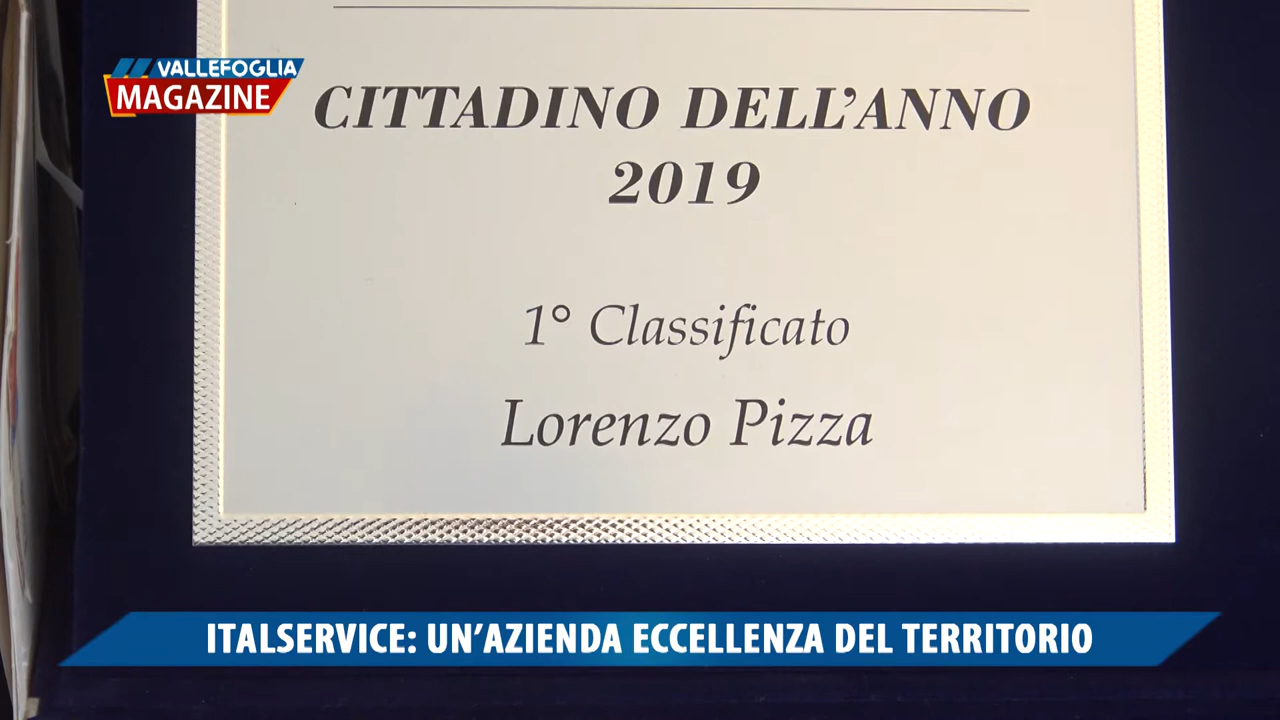 VALLEFOGLIA
MAGAZINE
CITTADINO DELL'ANNO
2019
1° Classificato
Lorenzo Pizza
ITALSERVICE: UN'AZIENDA ECCELLENZA DEL TERRITORIO